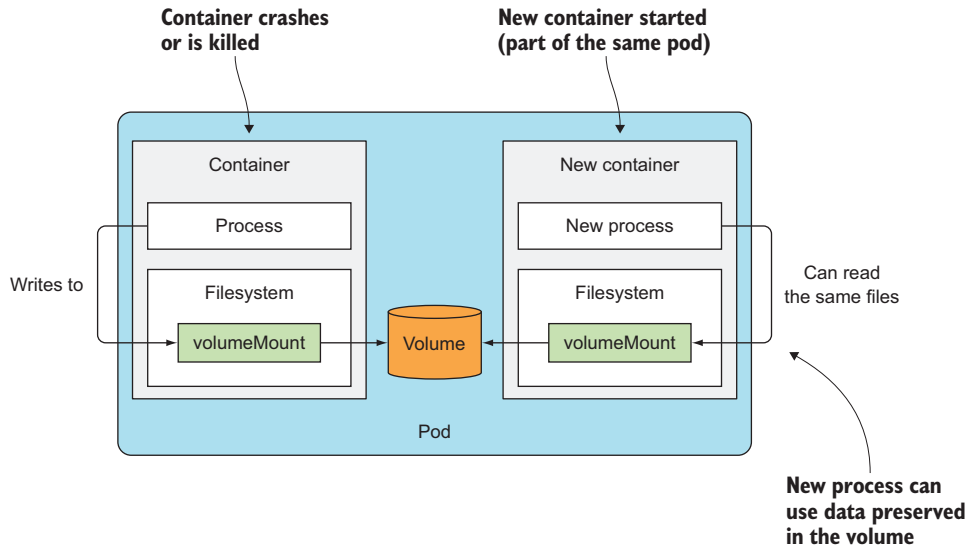 Container crashes
or is killed
New container started
(part of the same pod)
Container
New container
Process
New process
Writes to
Can read
the same files
Filesystem
Filesystem
volumeMount
Volume
volumeMount
Pod
New process can
use data preserved
in the volume